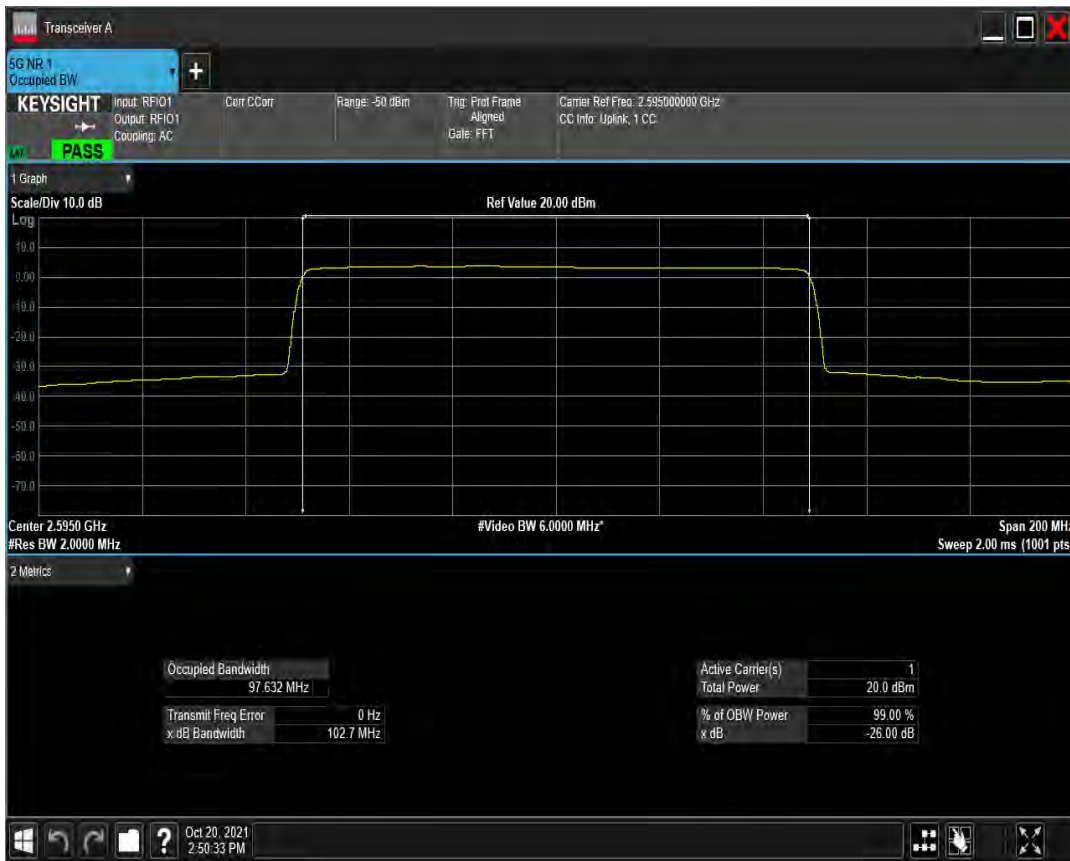 Transceiver A
5G NR 1
Occupied BW
+
KEYSIGHT
Input: RFIO1
Output: RFIO1
Coupling: AC
Corr CCorr
Range: -50 dBm
Trig: Prot Frame
Aligned
Gate: FFT
Carrier Ref Freq: 2.595000000 GHz
CC Info: Uplink, 1 CC
PASS
1 Graph
Scale/Div 10.0 dB
Ref Value 20.00 dBm
Log
10.0
0.00
-10.0
-20.0
-30.0
-40.0
-50.0
-60.0
-70.0
Center 2.5950 GHz
#Video BW 6.0000 MHz*
Span 200 MHz
#Res BW 2.0000 MHz
Sweep 2.00 ms (1001 pts
2 Metrics
Occupied Bandwidth
97.632 MHz
Transmit Freq Error 0 Hz
x dB Bandwidth 102.7 MHz
Active Carrier(s) 1
Total Power 20.0 dBm
% of OBW Power 99.00 %
x dB -26.00 dB
?
Oct 20, 2021
2:50:33 PM